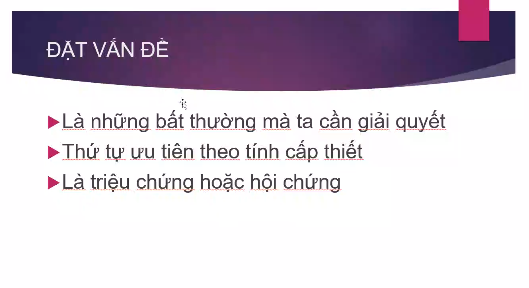 ĐẶT VẤN ĐỀ
Là những bất thường mà ta cần giải quyết
Thứ tự ưu tiên theo tính cấp thiết
Là triệu chứng hoặc hội chứng